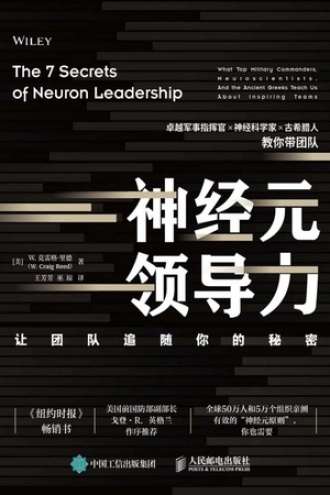 WILEY
The 7 Secrets
of Neuron Leadership
What Top Military Commanders,
Neuroscientists,
And the Ancient Greeks Teach Us
About Inspiring Teams
卓越军事指挥官×神经科学家×古希腊人
教你带团队
神经元
领导力
[美] W. 克雷格·里德
(W. Craig Reed) 著
王芳芳 巫琼 译
让团队追随你的秘密
《纽约时报》
畅销书
美国前国防部副部长
戈登·R. 英格兰
作序推荐
全球50万人和5万个组织亲测
有效的“神经元原则”，
你也需要
中国工信出版集团
人民邮电出版社
POSTS & TELECOM PRESS